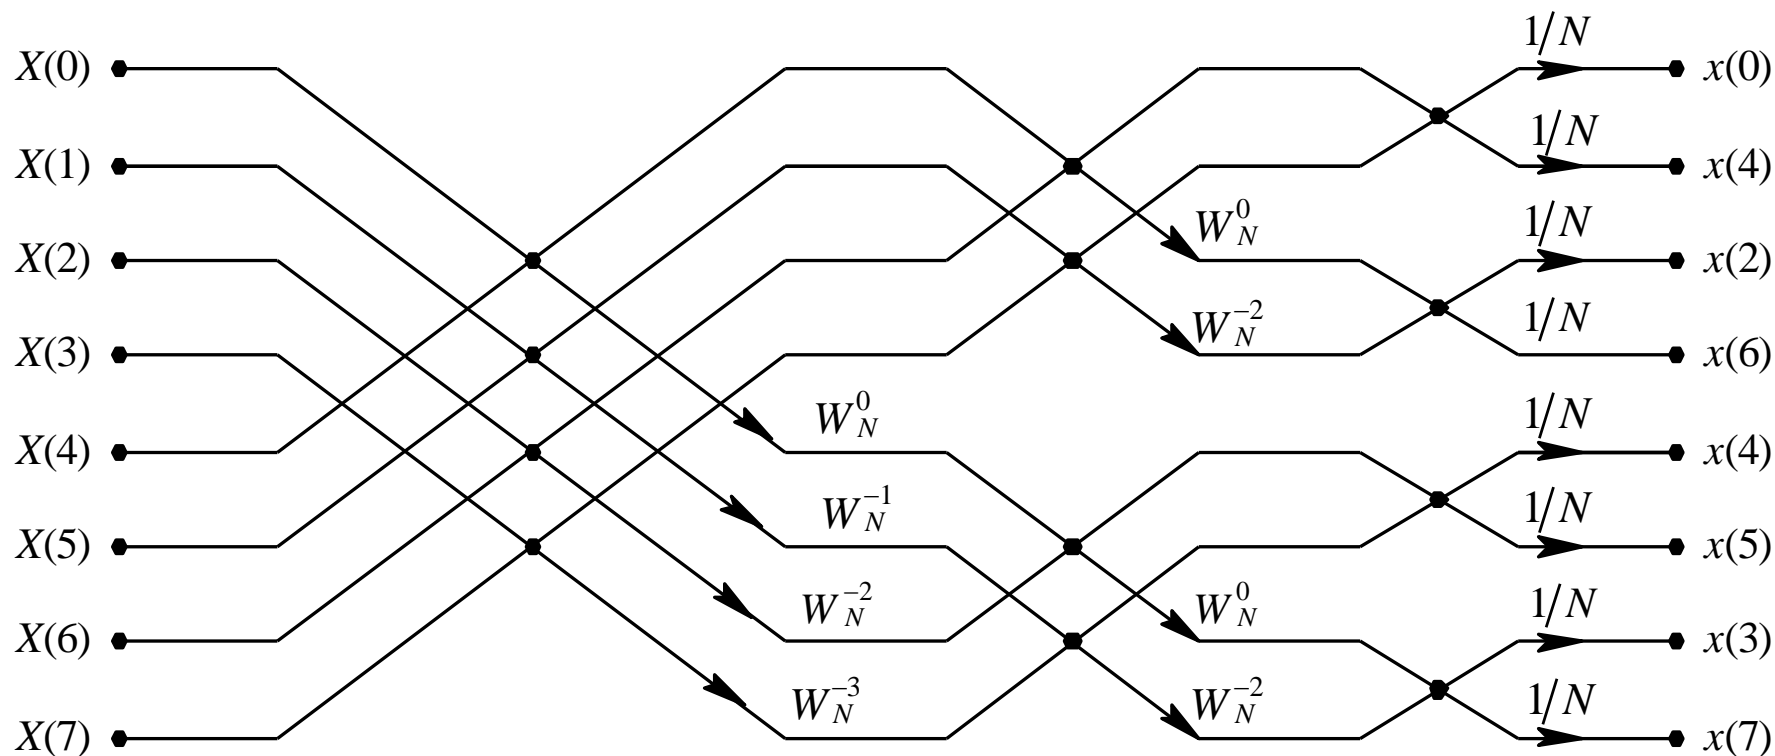 1/N
X(0) x(0)
1/N
X(1) x(4)
W_N^0 1/N
X(2) x(2)
W_N^{-2} 1/N
X(3) x(6)
W_N^0 1/N
X(4) x(4)
W_N^{-1} 1/N
X(5) x(5)
W_N^{-2} W_N^0 1/N
X(6) x(3)
W_N^{-3} W_N^{-2} 1/N
X(7) x(7)